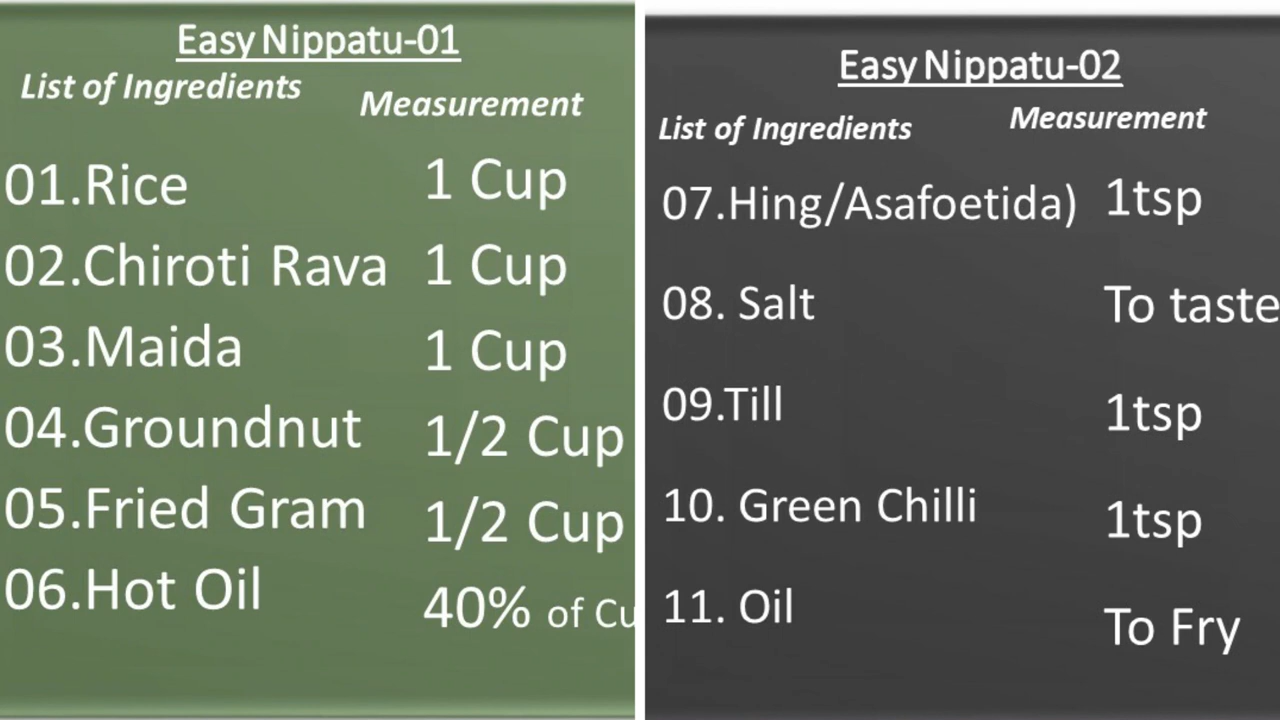 Easy Nippatu-01
List of Ingredients Measurement
01.Rice 1 Cup
02.Chiroti Rava 1 Cup
03.Maida 1 Cup
04.Groundnut 1/2 Cup
05.Fried Gram 1/2 Cup
06.Hot Oil 40% of Cu
Easy Nippatu-02
List of Ingredients Measurement
07.Hing/Asafoetida) 1tsp
08. Salt To taste
09.Till 1tsp
10. Green Chilli 1tsp
11. Oil To Fry